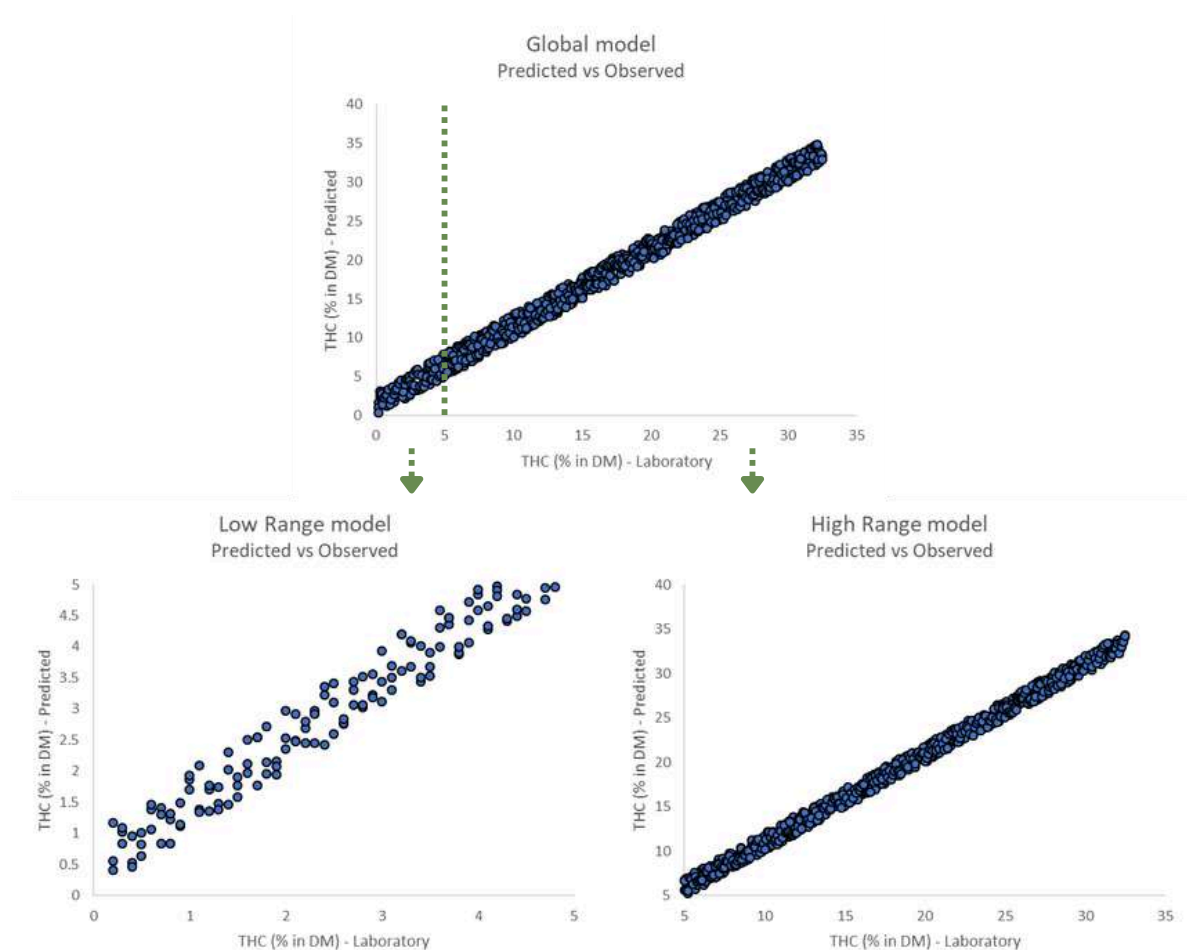 Global model
Predicted vs Observed
THC (% in DM) - Predicted
40
35
30
25
20
15
10
5
0
0 5 10 15 20 25 30 35
THC (% in DM) - Laboratory
Low Range model
Predicted vs Observed
THC (% in DM) - Predicted
5
4.5
4
3.5
3
2.5
2
1.5
1
0.5
0
0 1 2 3 4 5
THC (% in DM) - Laboratory
High Range model
Predicted vs Observed
THC (% in DM) - Predicted
40
35
30
25
20
15
10
5
5 10 15 20 25 30 35
THC (% in DM) - Laboratory